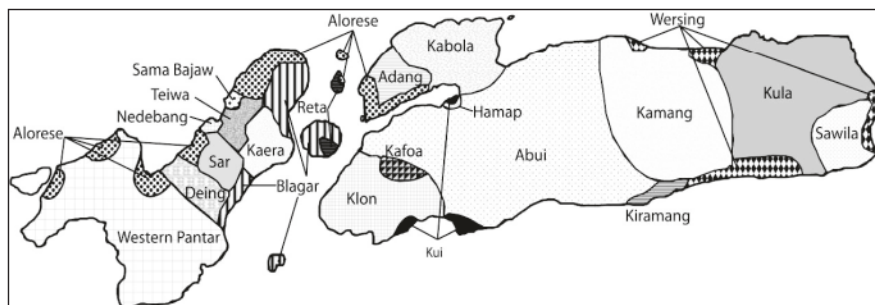 Alorese
Wersing
Kabola
Sama Bajaw
Adang
Teiwa
Reta
Kula
Nedebang
Hamap
Kamang
Alorese
Sawila
Kaera
Kafoa
Abui
Sar
Deing
Blagar
Klon
Kiramang
Western Pantar
Kui